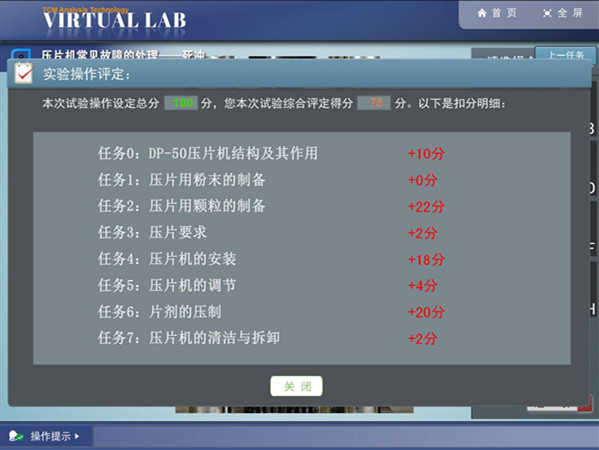 TCM Analysis Technology
VIRTUAL LAB
首 页
全 屏
压片机常见故障的处理——死冲
上一任务
实验操作评定：
本次试验操作设定总分 100 分，您本次试验综合评定得分 78 分。以下是扣分明细：
任务0：DP-50压片机结构及其作用 +10分
任务1：压片用粉末的制备 +0分
任务2：压片用颗粒的制备 +22分
任务3：压片要求 +2分
任务4：压片机的安装 +18分
任务5：压片机的调节 +4分
任务6：片剂的压制 +20分
任务7：压片机的清洁与拆卸 +2分
关 闭
操作提示